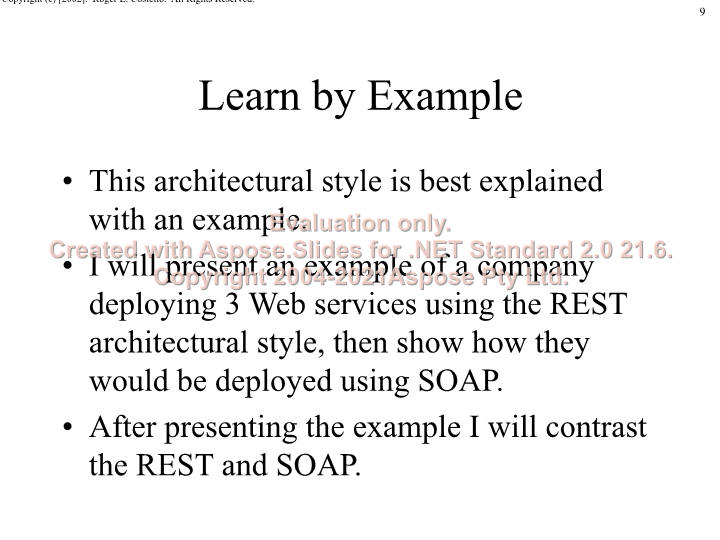 Copyright (c) [2002]. Roger L. Costello. All Rights Reserved.
9
Learn by Example
• This architectural style is best explained
with an example.
• I will present an example of a company
deploying 3 Web services using the REST
architectural style, then show how they
would be deployed using SOAP.
• After presenting the example I will contrast
the REST and SOAP.
Evaluation only.
Created with Aspose.Slides for .NET Standard 2.0 21.6.
Copyright 2004-2021Aspose Pty Ltd.